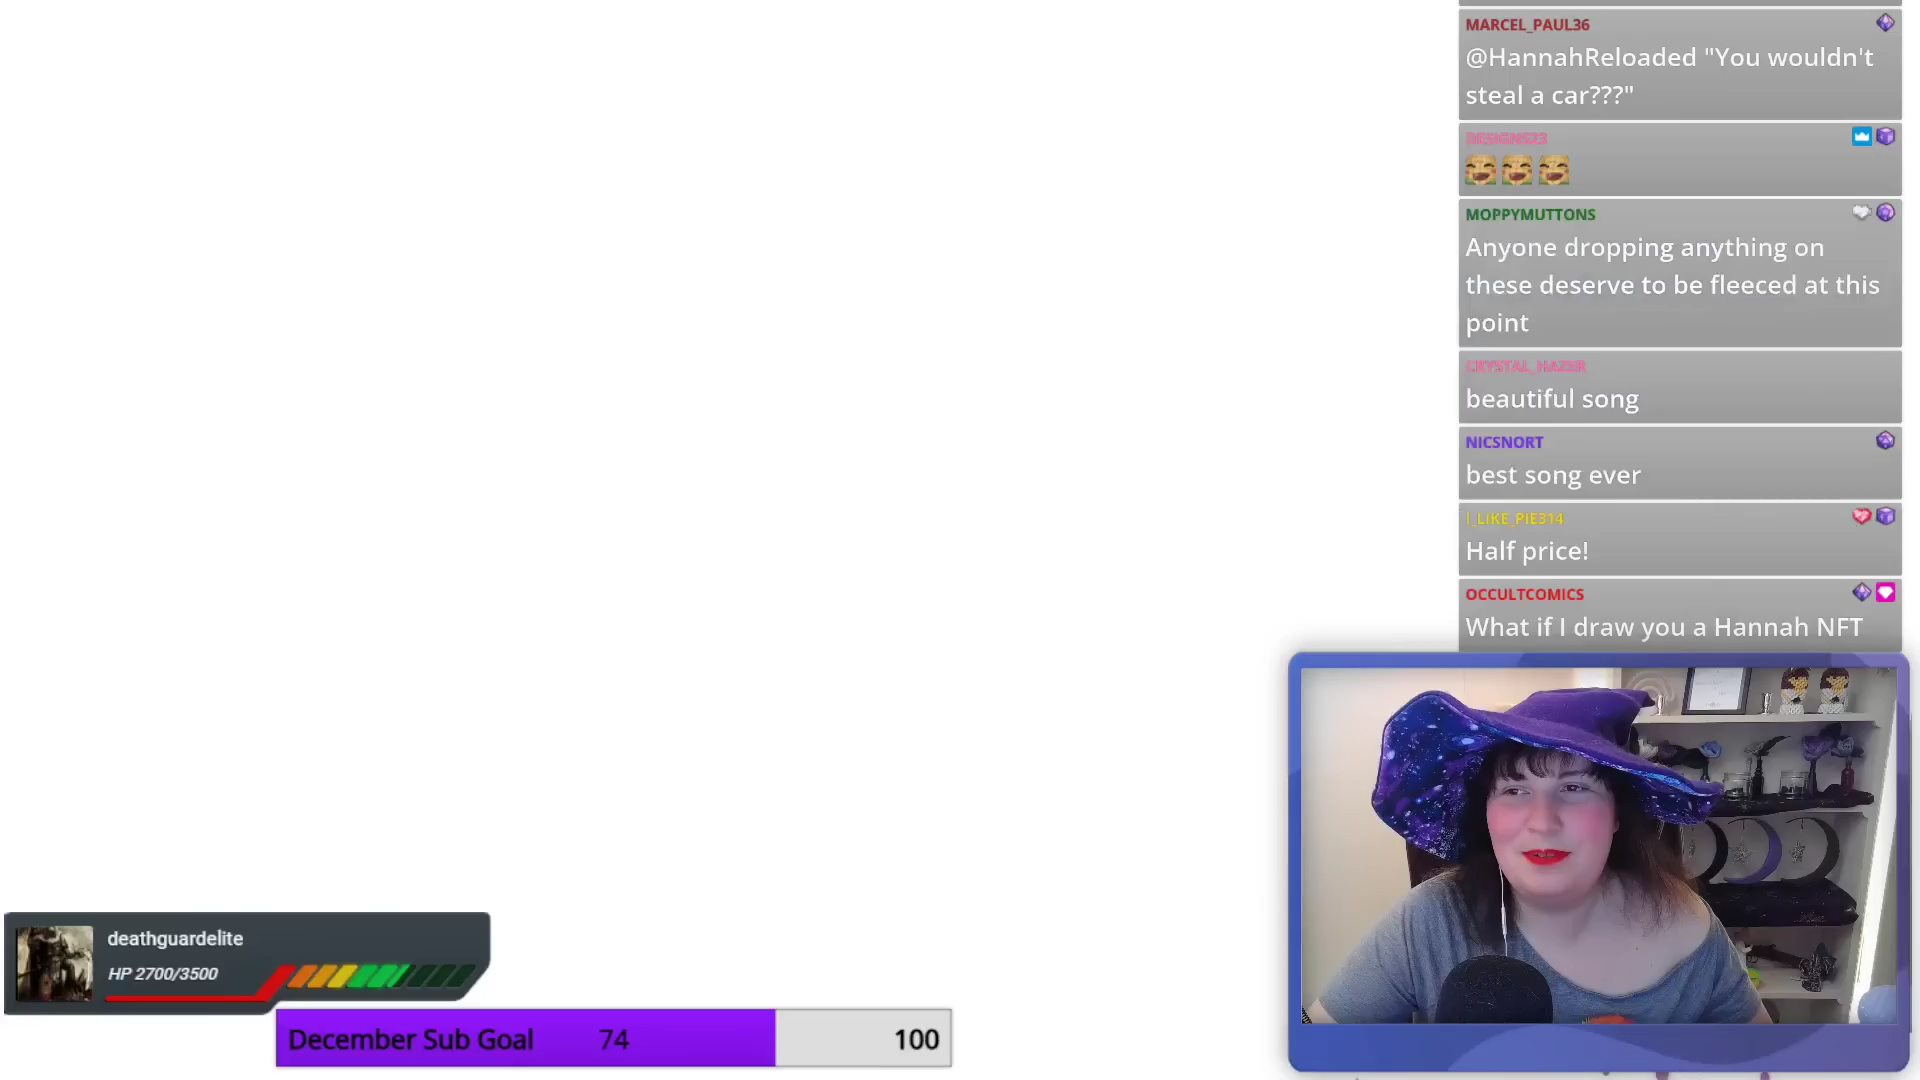 MARCEL_PAUL36
@HannahReloaded "You wouldn't
steal a car???"
DESIGNS23
MOPPYMUTTONS
Anyone dropping anything on
these deserve to be fleeced at this
point
CRYSTAL_HAZER
beautiful song
NICSNORT
best song ever
I_LIKE_PIE314
Half price!
OCCULTCOMICS
What if I draw you a Hannah NFT
deathguardelite
HP 2700/3500
December Sub Goal 74 100